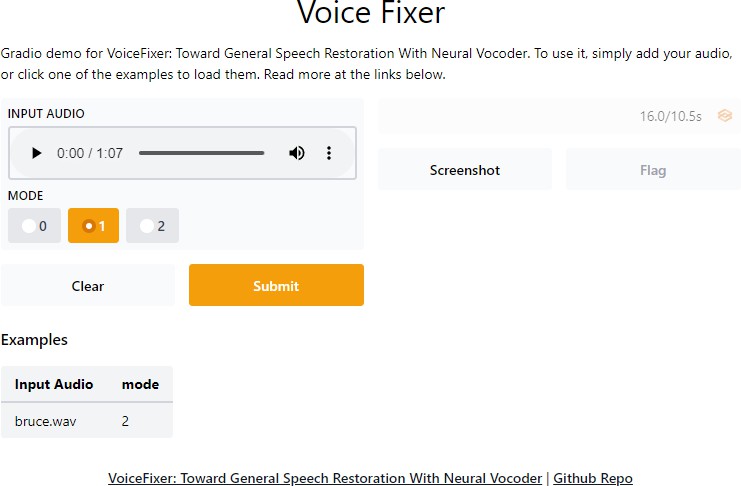 Voice Fixer
Gradio demo for VoiceFixer: Toward General Speech Restoration With Neural Vocoder. To use it, simply add your audio,
or click one of the examples to load them. Read more at the links below.
INPUT AUDIO
0:00 / 1:07
MODE
0 1 2
Clear Submit
16.0/10.5s
Screenshot Flag
Examples
Input Audio mode
bruce.wav 2
VoiceFixer: Toward General Speech Restoration With Neural Vocoder | Github Repo